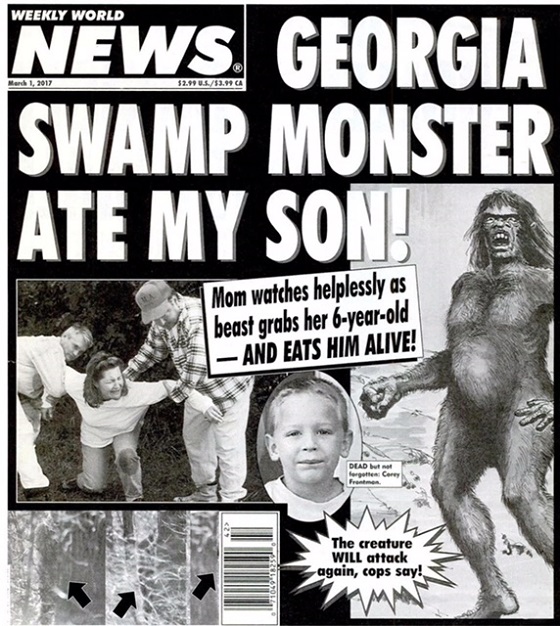 WEEKLY WORLD
NEWS®
March 1, 2017
$2.99 U.S./$3.99 CA
GEORGIA
SWAMP MONSTER
ATE MY SON!
Mom watches helplessly as
beast grabs her 6-year-old
— AND EATS HIM ALIVE!
DEAD but not
forgotten: Corey
Frontman.
The creature
WILL attack
again, cops say!
42>